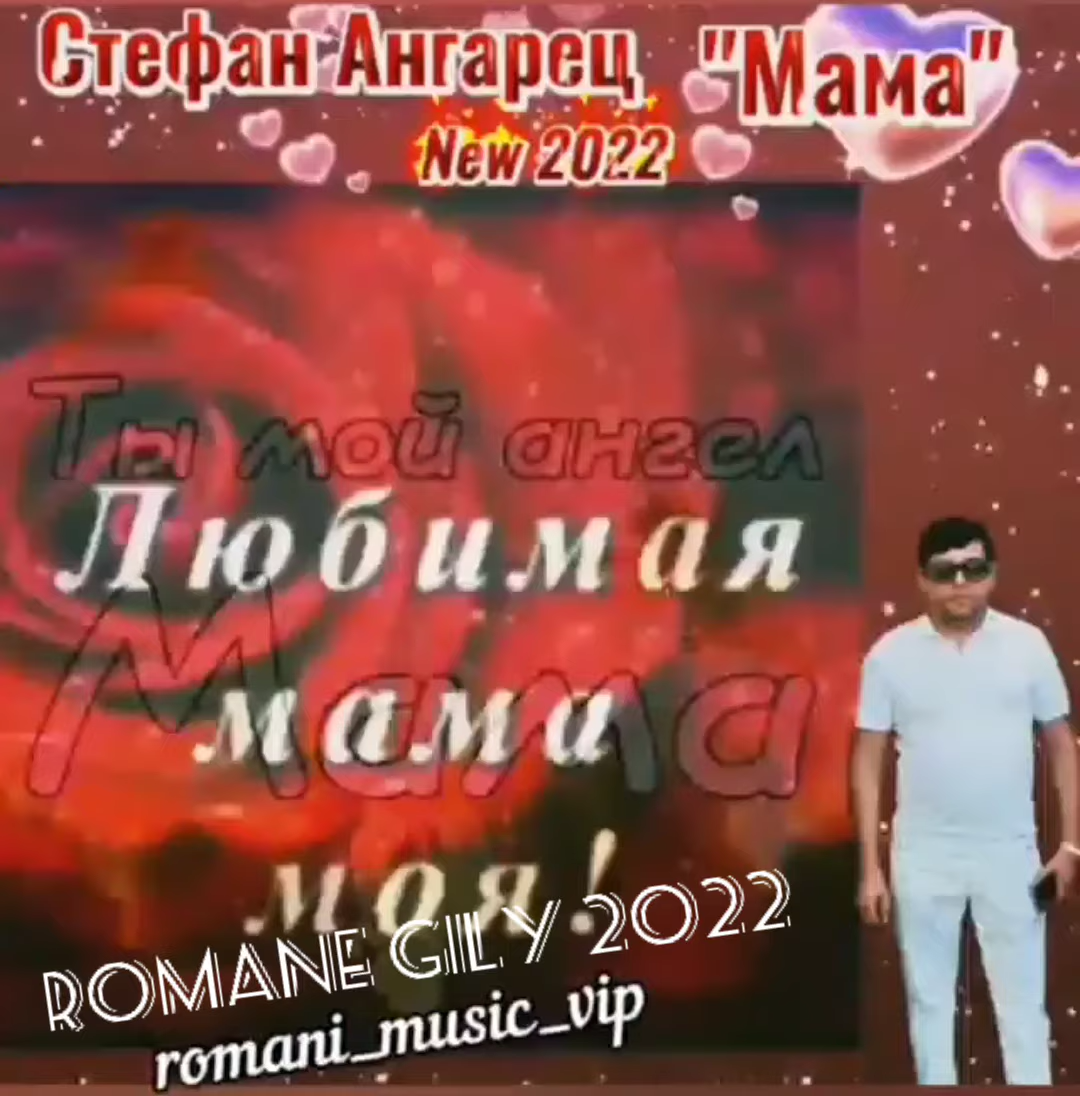 Стефан Ангарец "Мама"
New 2022
Ты мой ангел
Любимая
Мама
мама
моя!
ROMANE GILY 2022
romani_music_vip